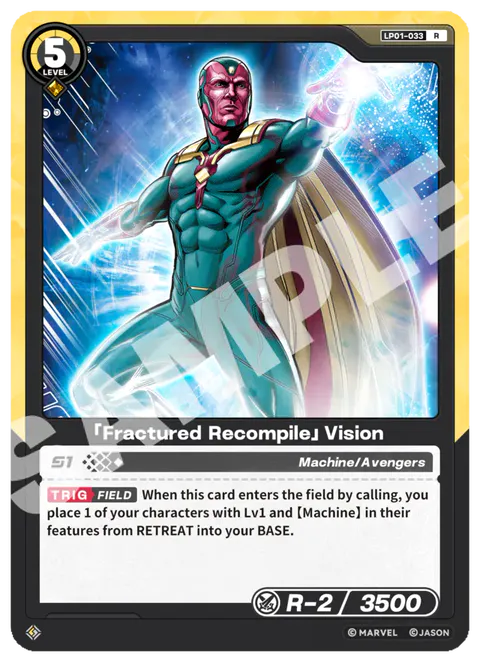 5
LEVEL
LP01-033 R
SAMPLE
「Fractured Recompile」Vision
S1
Machine/Avengers
TRIG FIELD When this card enters the field by calling, you
place 1 of your characters with Lv1 and【Machine】in their
features from RETREAT into your BASE.
R-2 / 3500
©MARVEL ©JASON